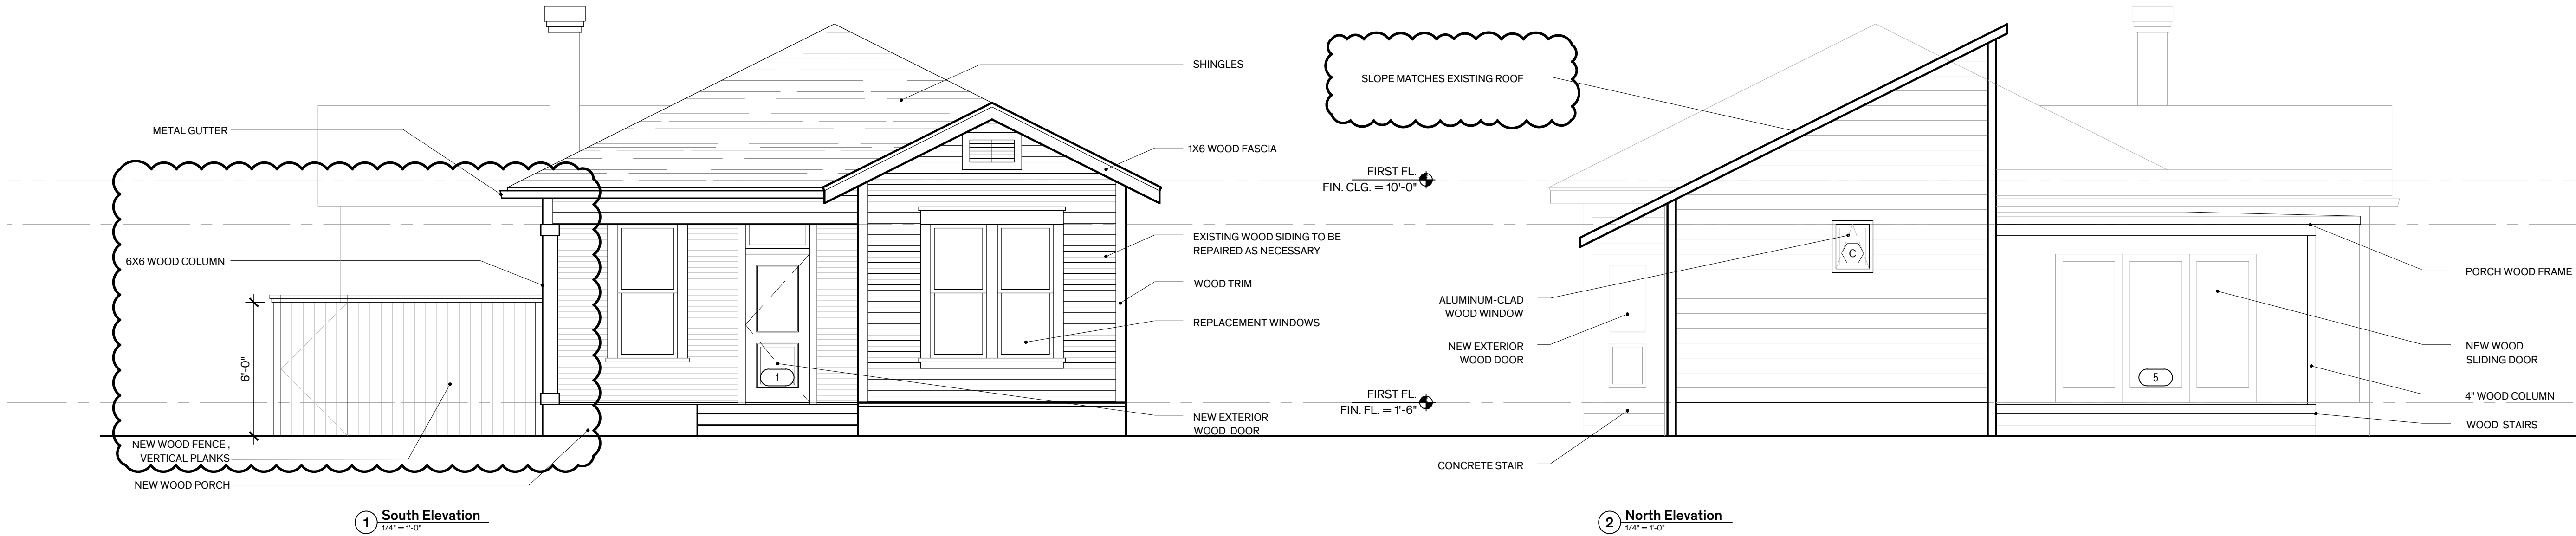 METAL GUTTER
6X6 WOOD COLUMN
6'-0"
NEW WOOD FENCE ,
VERTICAL PLANKS
NEW WOOD PORCH
SHINGLES
1X6 WOOD FASCIA
EXISTING WOOD SIDING TO BE
REPAIRED AS NECESSARY
WOOD TRIM
REPLACEMENT WINDOWS
1
NEW EXTERIOR
WOOD DOOR
1 South Elevation
1/4" = 1'-0"
SLOPE MATCHES EXISTING ROOF
FIRST FL.
FIN. CLG. = 10'-0"
C
ALUMINUM-CLAD
WOOD WINDOW
NEW EXTERIOR
WOOD DOOR
FIRST FL.
FIN. FL. = 1'-6"
CONCRETE STAIR
PORCH WOOD FRAME
NEW WOOD
SLIDING DOOR
5
4" WOOD COLUMN
WOOD STAIRS
2 North Elevation
1/4" = 1'-0"